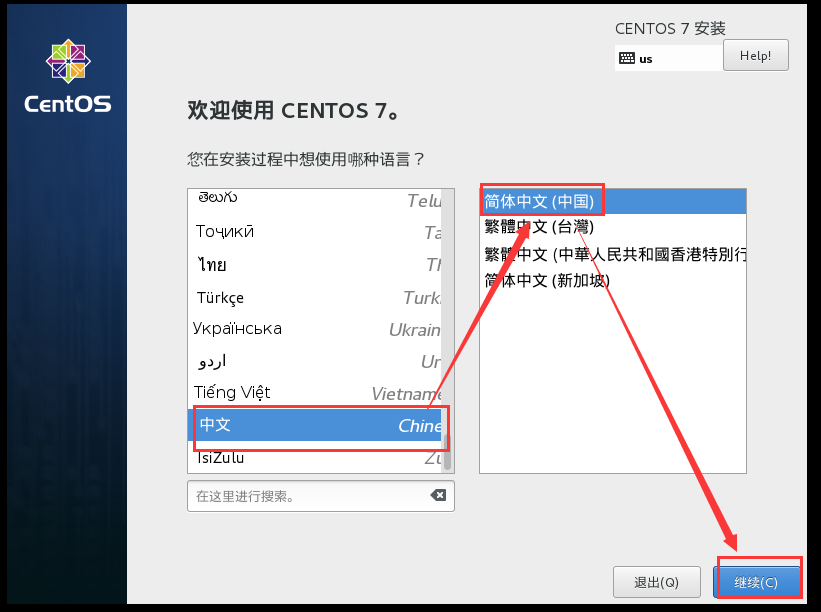 CentOS
CENTOS 7 安装
us
Help!
欢迎使用 CENTOS 7。
您在安装过程中想使用哪种语言？
తెలుగు Telu
Тоҷикӣ Ta
ไทย Th
Türkçe Turk
Українська Ukrain
اردو Ur
Tiếng Việt Vietname
中文 Chine
IsiZulu Zu
在这里进行搜索。
简体中文 (中国)
繁體中文 (台灣)
繁體中文 (中華人民共和國香港特別行
简体中文 (新加坡)
退出(Q)
继续(C)